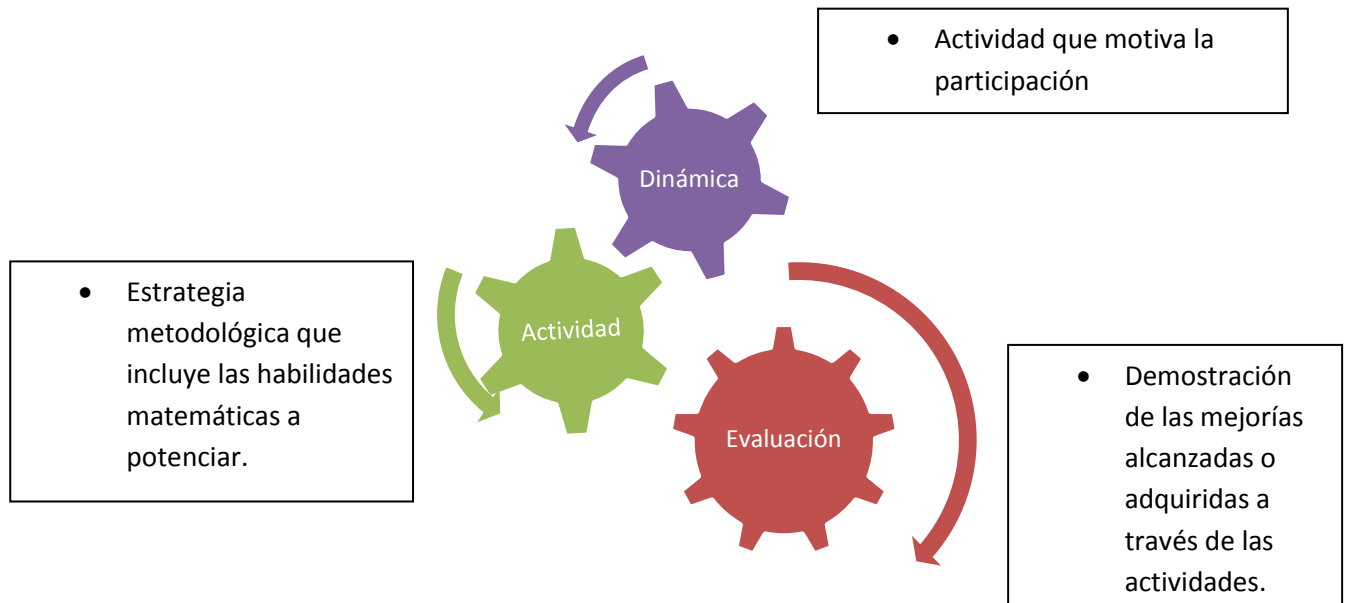 • Actividad que motiva la
participación
Dinámica
• Estrategia
metodológica que
incluye las habilidades
matemáticas a
potenciar.
Actividad
Evaluación
• Demostración
de las mejorías
alcanzadas o
adquiridas a
través de las
actividades.